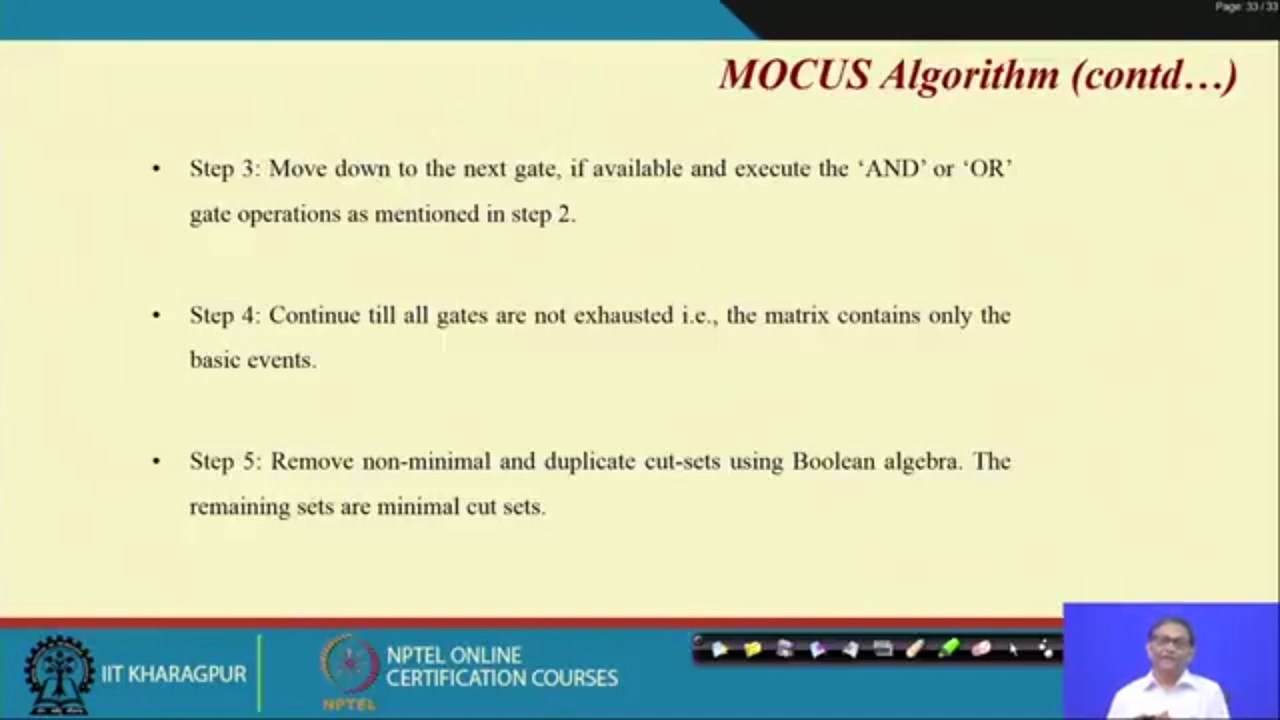 Page: 33 / 33
MOCUS Algorithm (contd…)
• Step 3: Move down to the next gate, if available and execute the ‘AND’ or ‘OR’
gate operations as mentioned in step 2.
• Step 4: Continue till all gates are not exhausted i.e., the matrix contains only the
basic events.
• Step 5: Remove non-minimal and duplicate cut-sets using Boolean algebra. The
remaining sets are minimal cut sets.
IIT KHARAGPUR
NPTEL
NPTEL ONLINE
CERTIFICATION COURSES